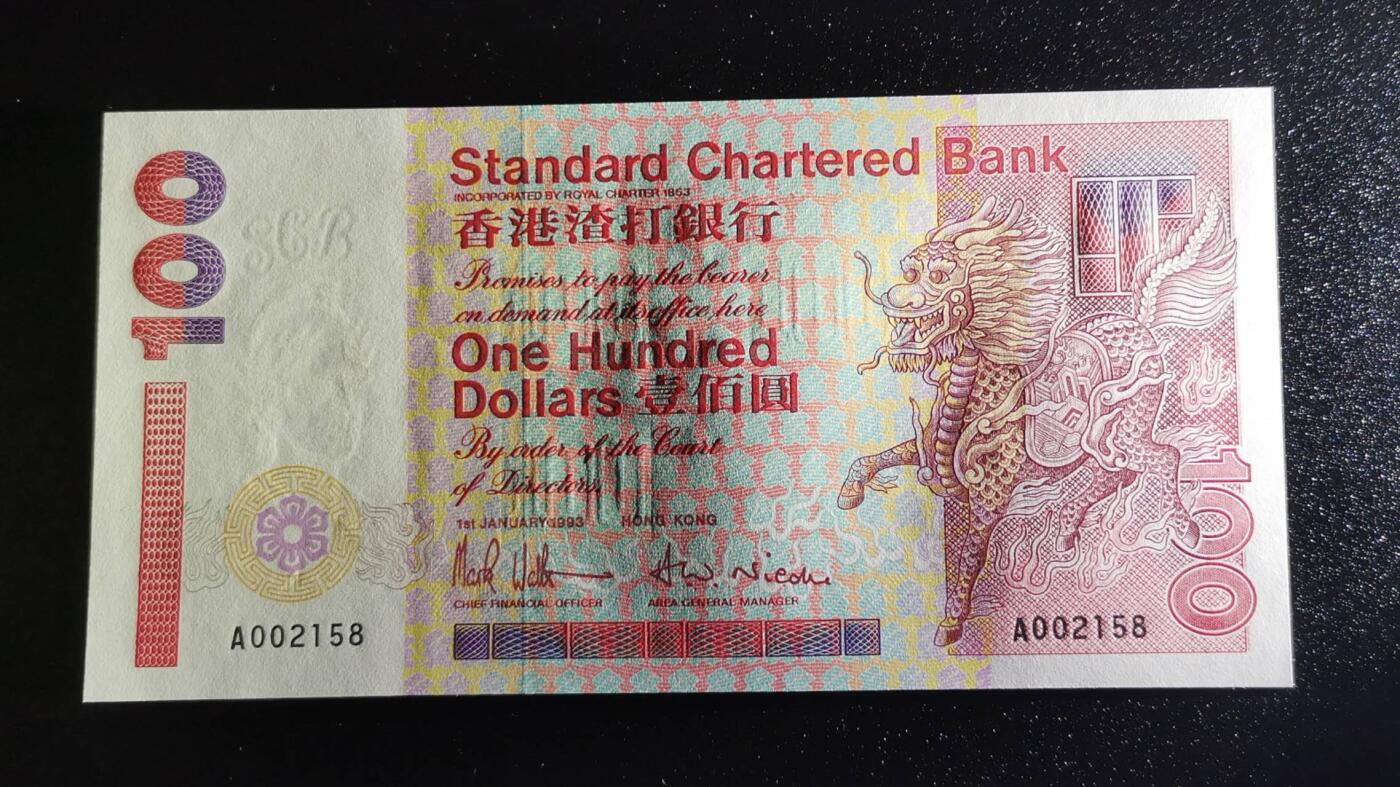 100
SCB
Standard Chartered Bank
INCORPORATED BY ROYAL CHARTER 1853
香港渣打銀行
Promises to pay the bearer
on demand at its office here
One Hundred
Dollars 壹佰圓
By order of the Court
of Directors
1st JANUARY 1993 HONG KONG
CHIEF FINANCIAL OFFICER AREA GENERAL MANAGER
A002158
A002158
100